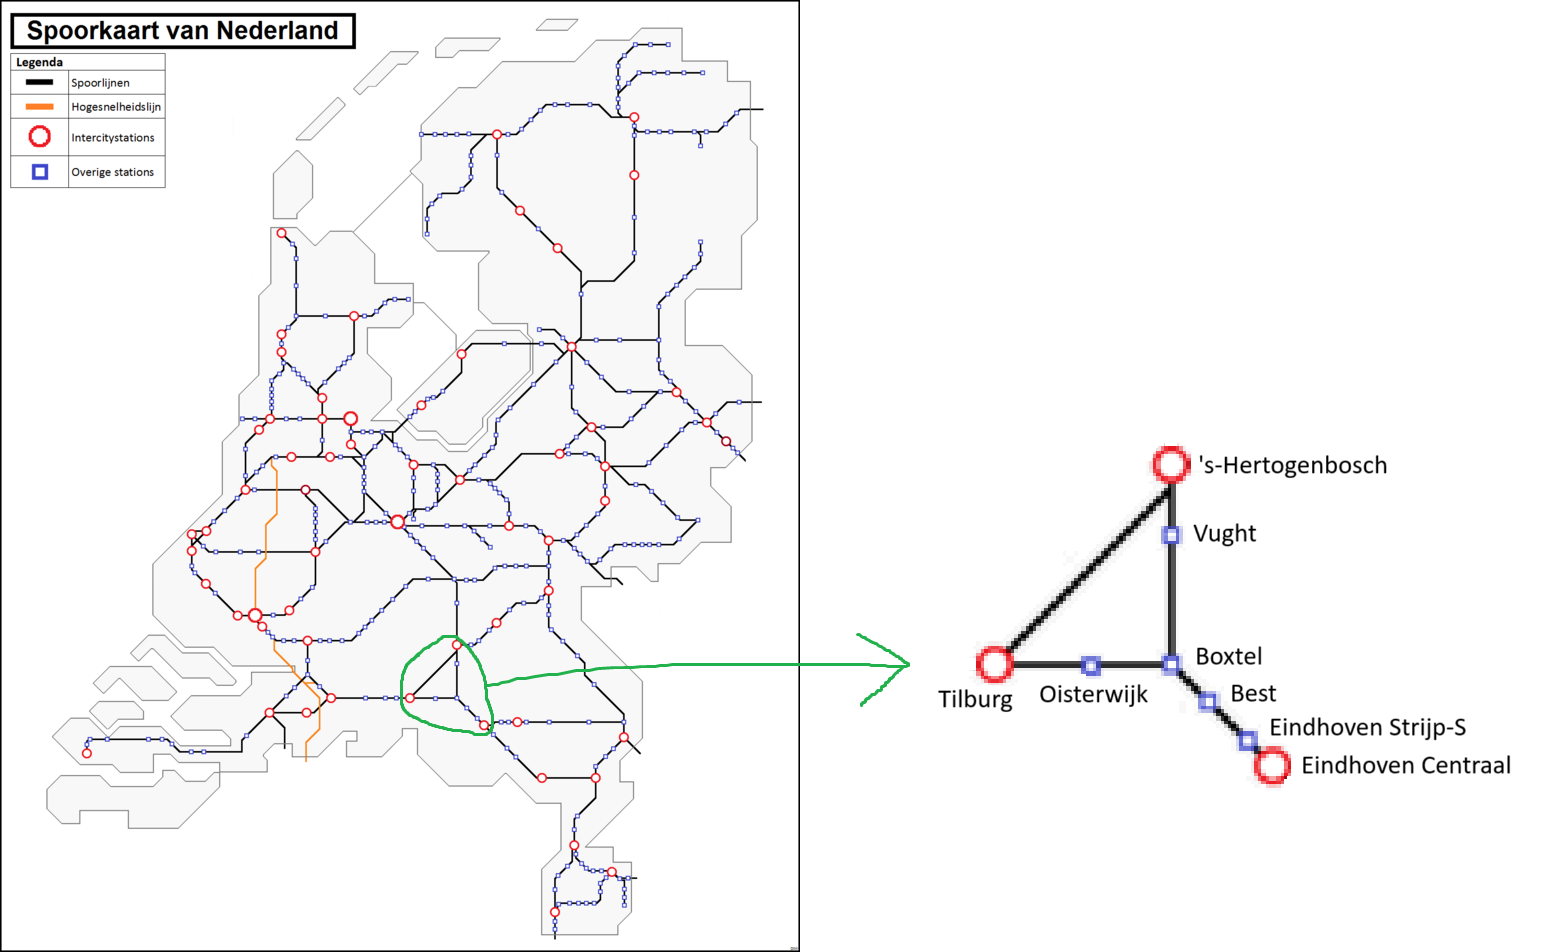 Spoorkaart van Nederland
Legenda
Spoorlijnen
Hogesnelheidslijn
Intercitystations
Overige stations
's-Hertogenbosch
Vught
Boxtel
Tilburg
Oisterwijk
Best
Eindhoven Strijp-S
Eindhoven Centraal